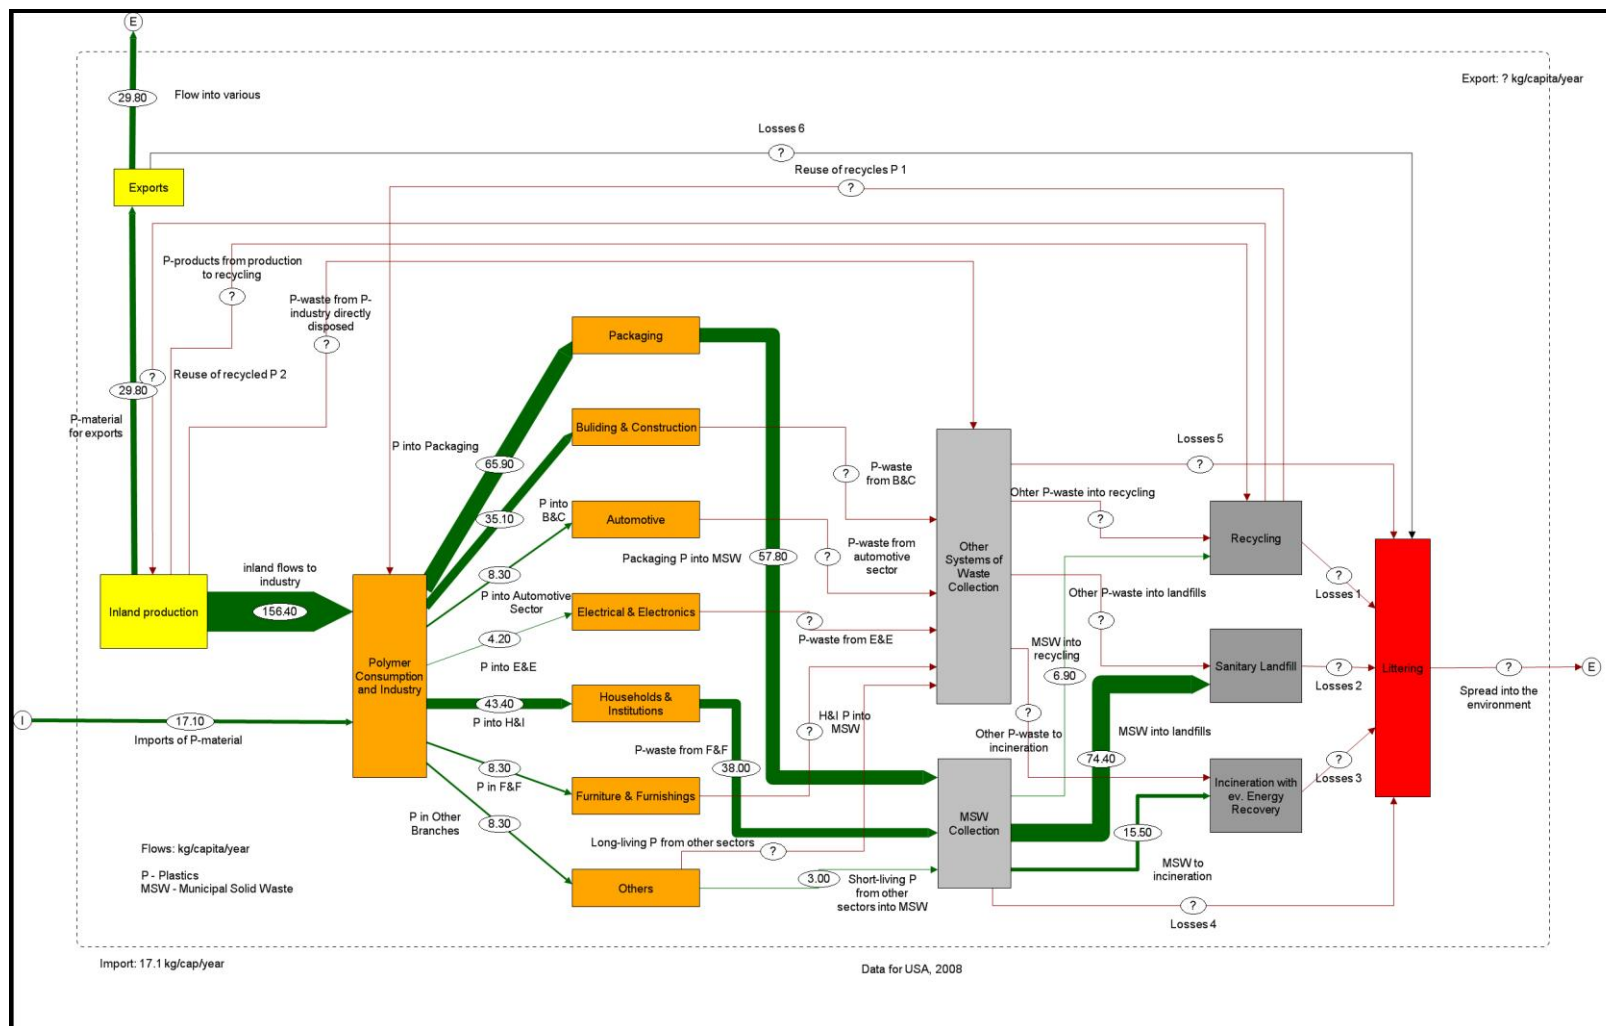 E
Export: ? kg/capita/year
29.80
Flow into various
Losses 6
?
Exports
Reuse of recycles P 1
?
P-products from production
to recycling
?
P-waste from P-
industry directly
disposed
?
Packaging
?
Reuse of recycled P 2
29.80
P-material
for exports
Buliding & Construction
P into Packaging
65.90
Losses 5
?
?
P-waste
from B&C
Ohter P-waste into recycling
?
P into
B&C
35.10
Automotive
Packaging P into MSW
57.80
?
P-waste from
automotive
sector
Other
Systems of
Waste
Collection
Recycling
inland flows to
industry
8.30
P into Automotive
Sector
Inland production
156.40
Electrical & Electronics
?
P-waste from E&E
Other P-waste into landfills
?
?
Losses 1
4.20
P into E&E
MSW into
recycling
6.90
Polymer
Consumption
and Industry
Sanitary Landfill
?
Losses 2
Littering
?
E
Spread into the
environment
Households &
Institutions
43.40
P into H&I
I
17.10
Imports of P-material
H&I P into
MSW
?
?
Other P-waste to
incineration
MSW into landfills
74.40
P-waste from F&F
38.00
8.30
P in F&F
Furniture & Furnishings
Incineration with
ev. Energy
Recovery
?
Losses 3
P in Other
Branches
8.30
MSW
Collection
15.50
Long-living P from other sectors
?
MSW to
incineration
Flows: kg/capita/year
P - Plastics
MSW - Municipal Solid Waste
Others
3.00
Short-living P
from other
sectors into MSW
?
Losses 4
Import: 17.1 kg/cap/year
Data for USA, 2008